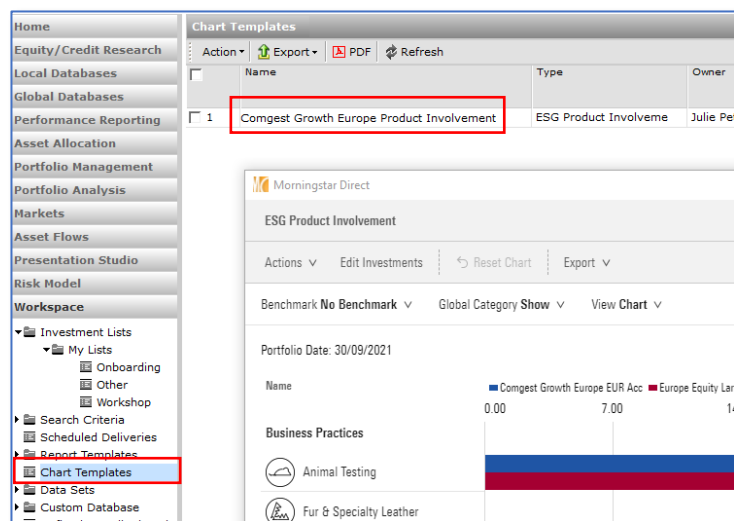 Home
Equity/Credit Research
Local Databases
Global Databases
Performance Reporting
Asset Allocation
Portfolio Management
Portfolio Analysis
Markets
Asset Flows
Presentation Studio
Risk Model
Workspace
Investment Lists
My Lists
Onboarding
Other
Workshop
Search Criteria
Scheduled Deliveries
Report Templates
Chart Templates
Data Sets
Custom Database
Chart Templates
Action Export PDF Refresh
Name Type Owner
1 Comgest Growth Europe Product Involvement ESG Product Involveme Julie Pe
Morningstar Direct
ESG Product Involvement
Actions Edit Investments Reset Chart Export
Benchmark No Benchmark Global Category Show View Chart
Portfolio Date: 30/09/2021
Name Comgest Growth Europe EUR Acc Europe Equity Lar
0.00 7.00 14
Business Practices
Animal Testing
Fur & Specialty Leather